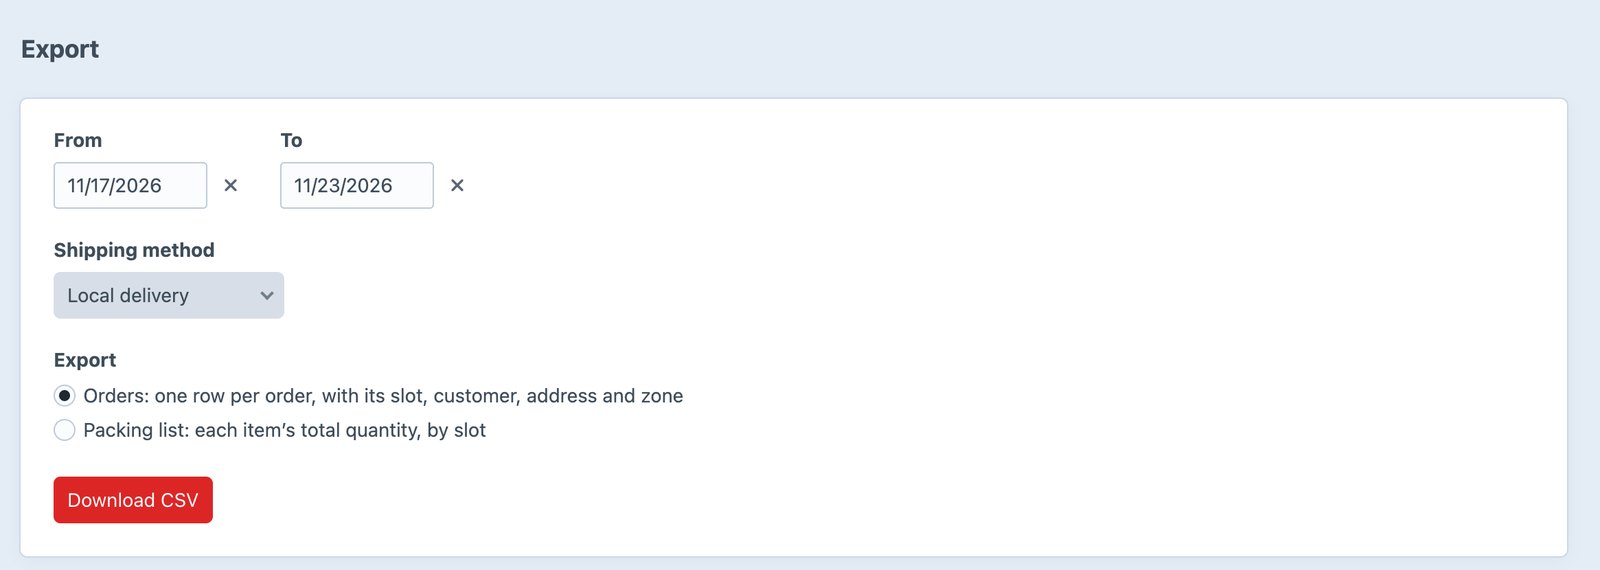 Export
From To
11/17/2026 11/23/2026
Shipping method
Local delivery
Export
Orders: one row per order, with its slot, customer, address and zone
Packing list: each item’s total quantity, by slot
Download CSV